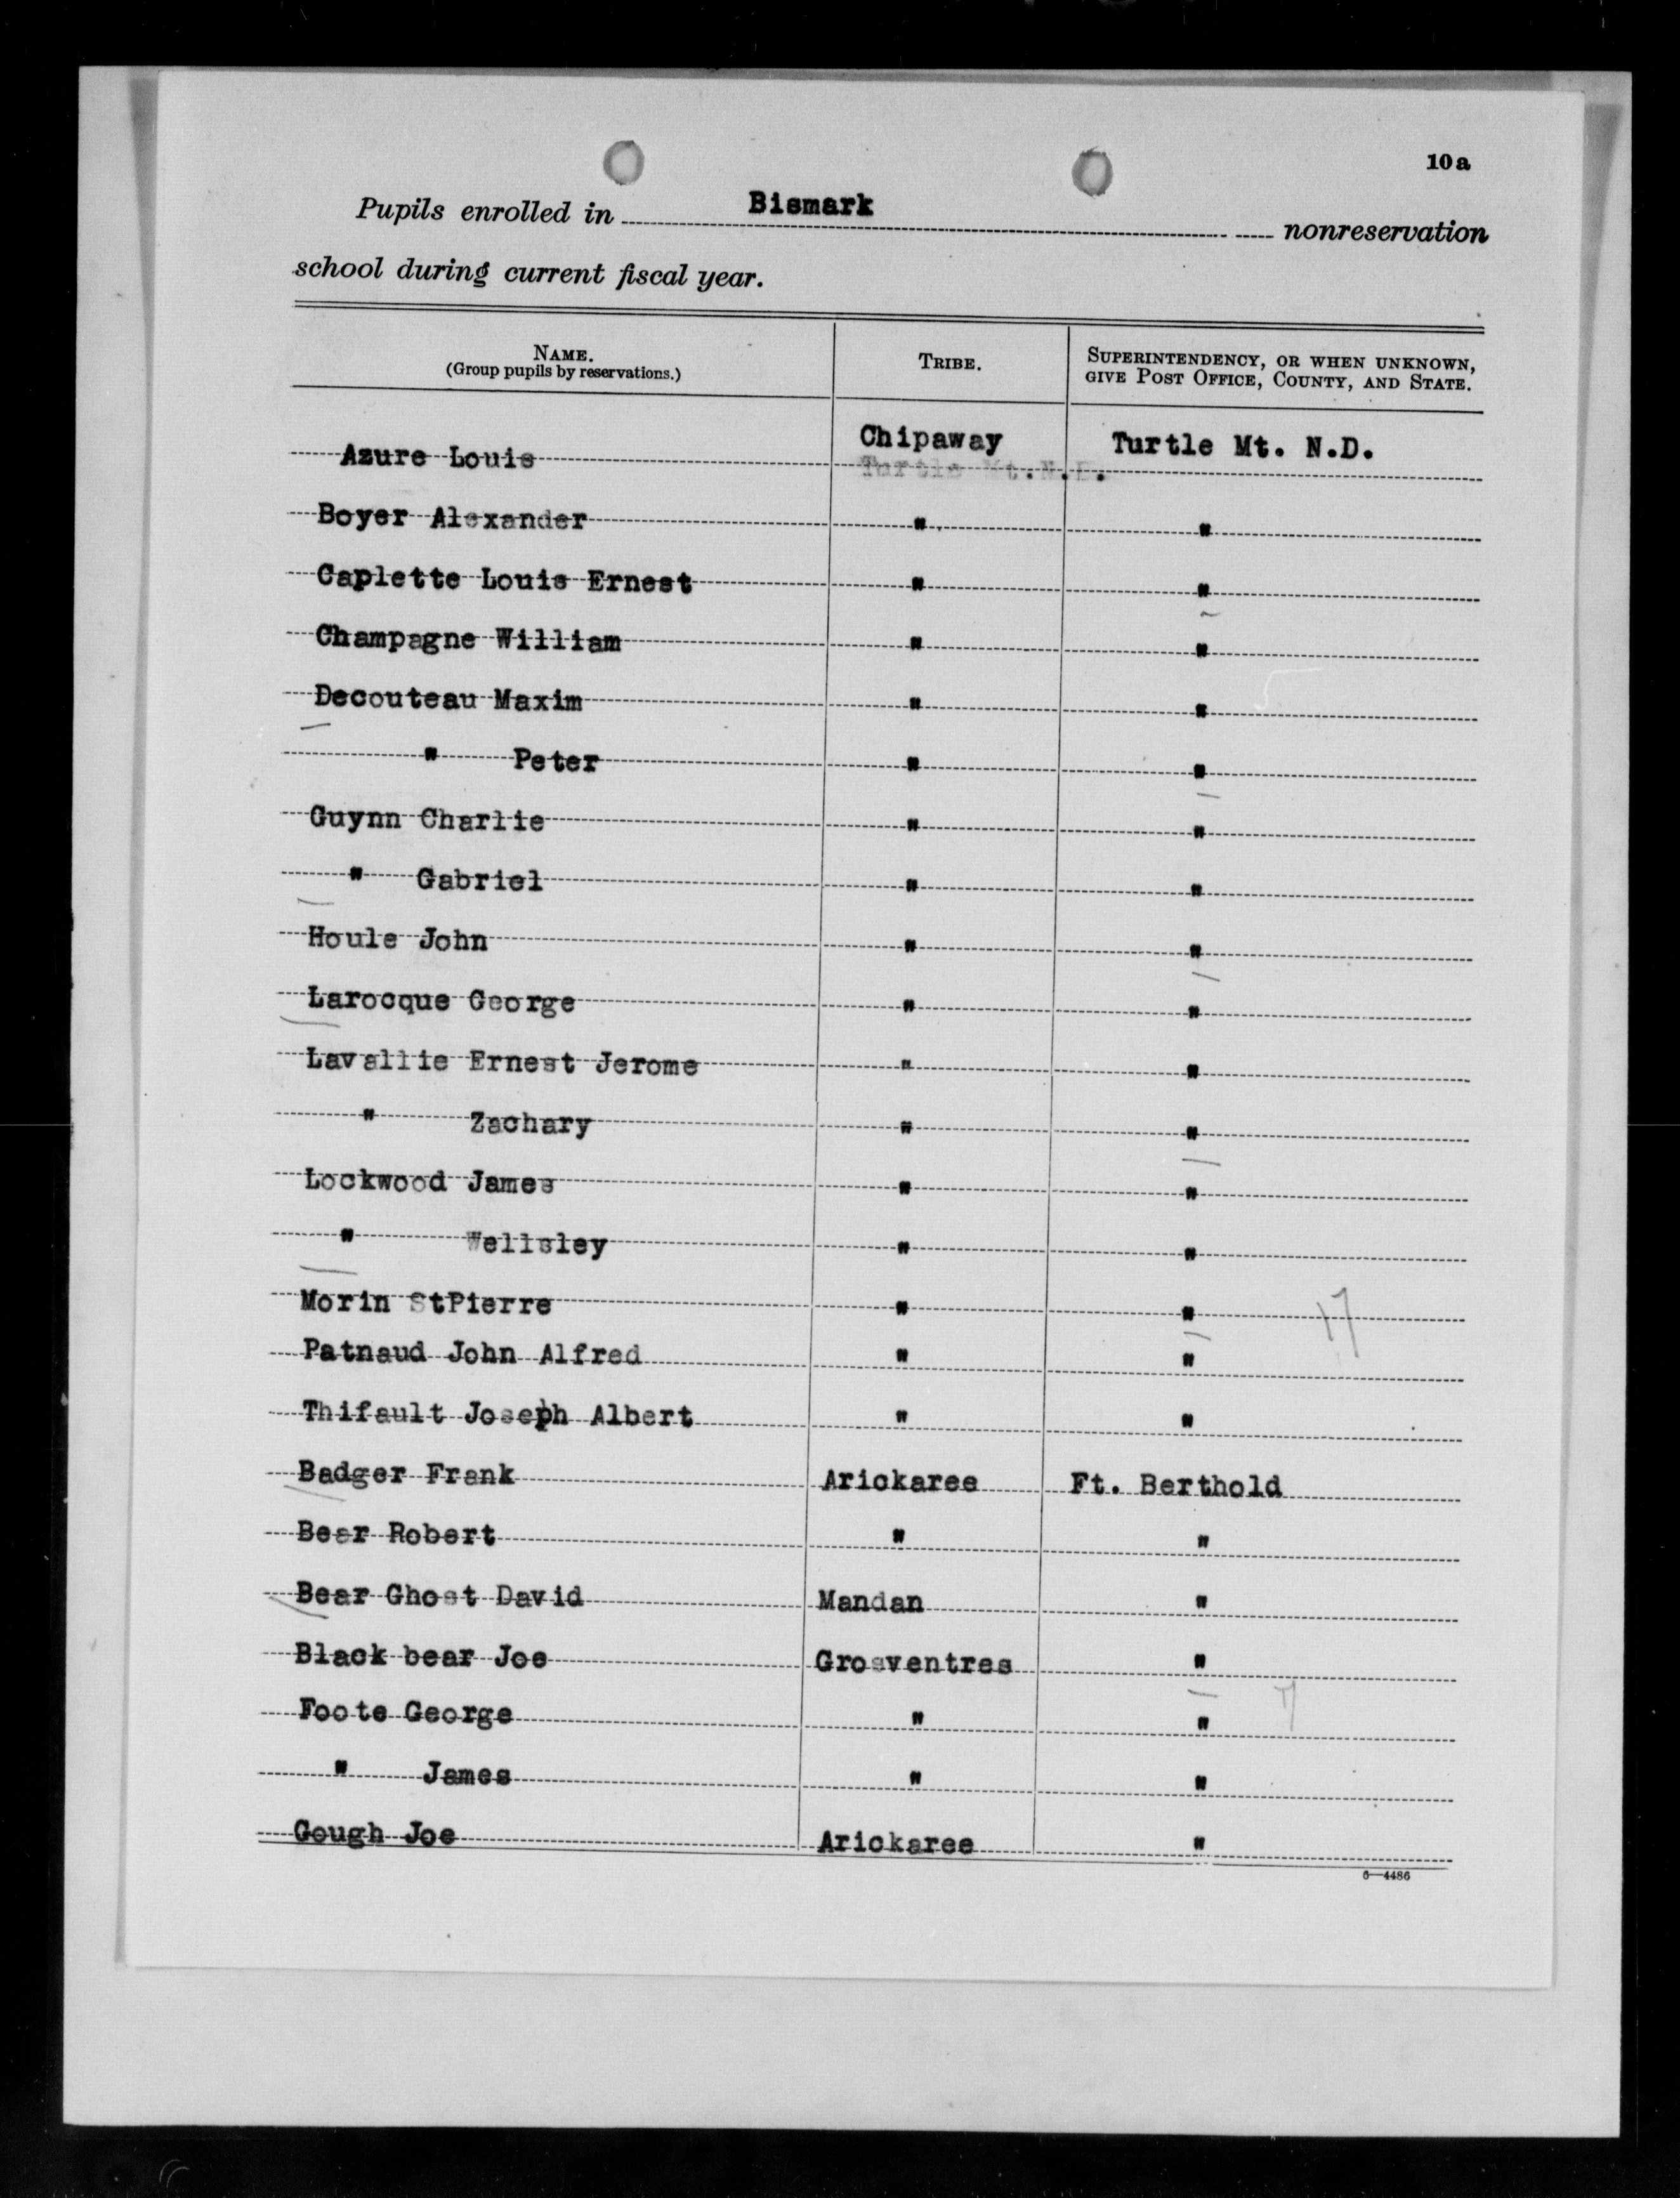 10a
Pupils enrolled in Bismark nonreservation
school during current fiscal year.
NAME. TRIBE. SUPERINTENDENCY, OR WHEN UNKNOWN,
(Group pupils by reservations.) GIVE POST OFFICE, COUNTY, AND STATE.
Azure Louis Chipaway Turtle Mt. N.D.
Turtle Mt.N.D.
Boyer Alexander " "
Caplette Louis Ernest " "
Champagne William " "
Decouteau Maxim " "
" Peter " "
Guynn Charlie " "
" Gabriel " "
Houle John " "
Larocque George " "
Lavallie Ernest Jerome " "
" Zachary " "
Lockwood James " "
" Wellsley " "
Morin StPierre " " 17
Patnaud John Alfred " "
Thifault Joseph Albert " "
Badger Frank Arickaree Ft. Berthold
Bear Robert " "
Bear Ghost David Mandan "
Black bear Joe Grosventres "
Foote George " " 7
" James " "
Gough Joe Arickaree "
6—4486